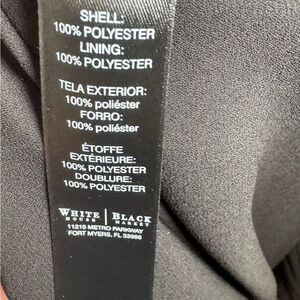 SHELL:
100% POLYESTER
LINING:
100% POLYESTER
TELA EXTERIOR:
100% poliéster
FORRO:
100% poliéster
ÉTOFFE
EXTÉRIEURE:
100% POLYESTER
DOUBLURE:
100% POLYESTER
WHITE | BLACK
HOUSE MARKET
11215 METRO PARKWAY
FORT MYERS, FL 33966